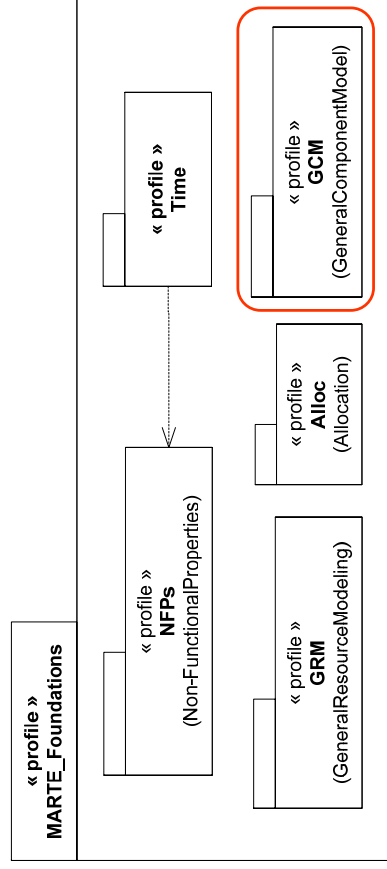 « profile »
MARTE_Foundations
« profile »
NFPs
(Non-FunctionalProperties)
« profile »
Time
« profile »
GRM
(GeneralResourceModeling)
« profile »
Alloc
(Allocation)
« profile »
GCM
(GeneralComponentModel)